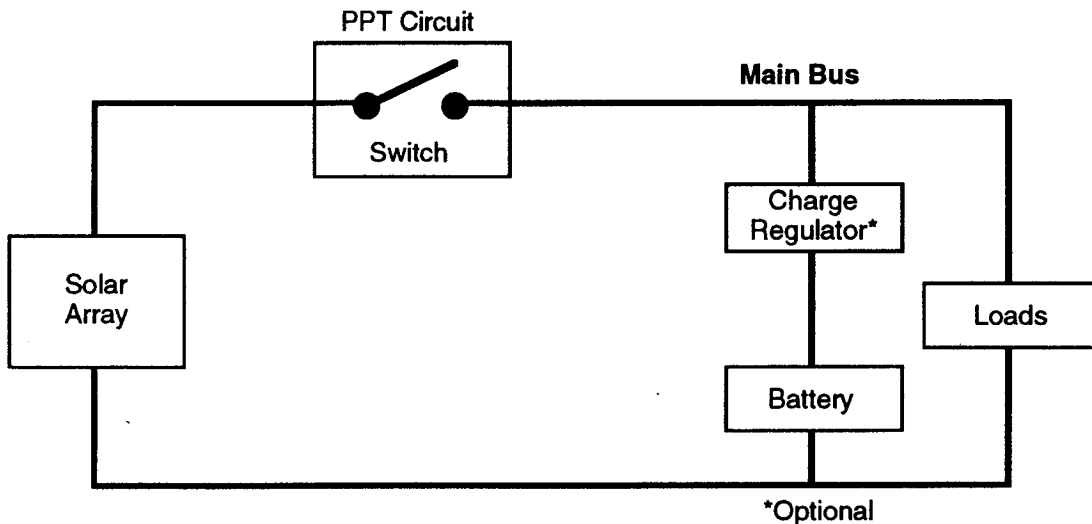 PPT Circuit
Switch
Main Bus
Charge
Regulator*
Solar
Array
Loads
Battery
*Optional